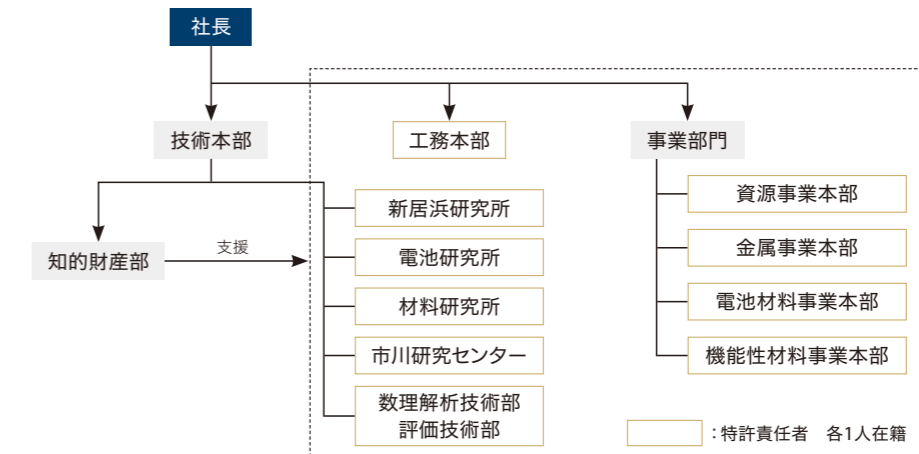 社長
技術本部
工務本部
事業部門
知的財産部
支援
新居浜研究所
電池研究所
材料研究所
市川研究センター
数理解析技術部
評価技術部
資源事業本部
金属事業本部
電池材料事業本部
機能性材料事業本部
：特許責任者　各1人在籍